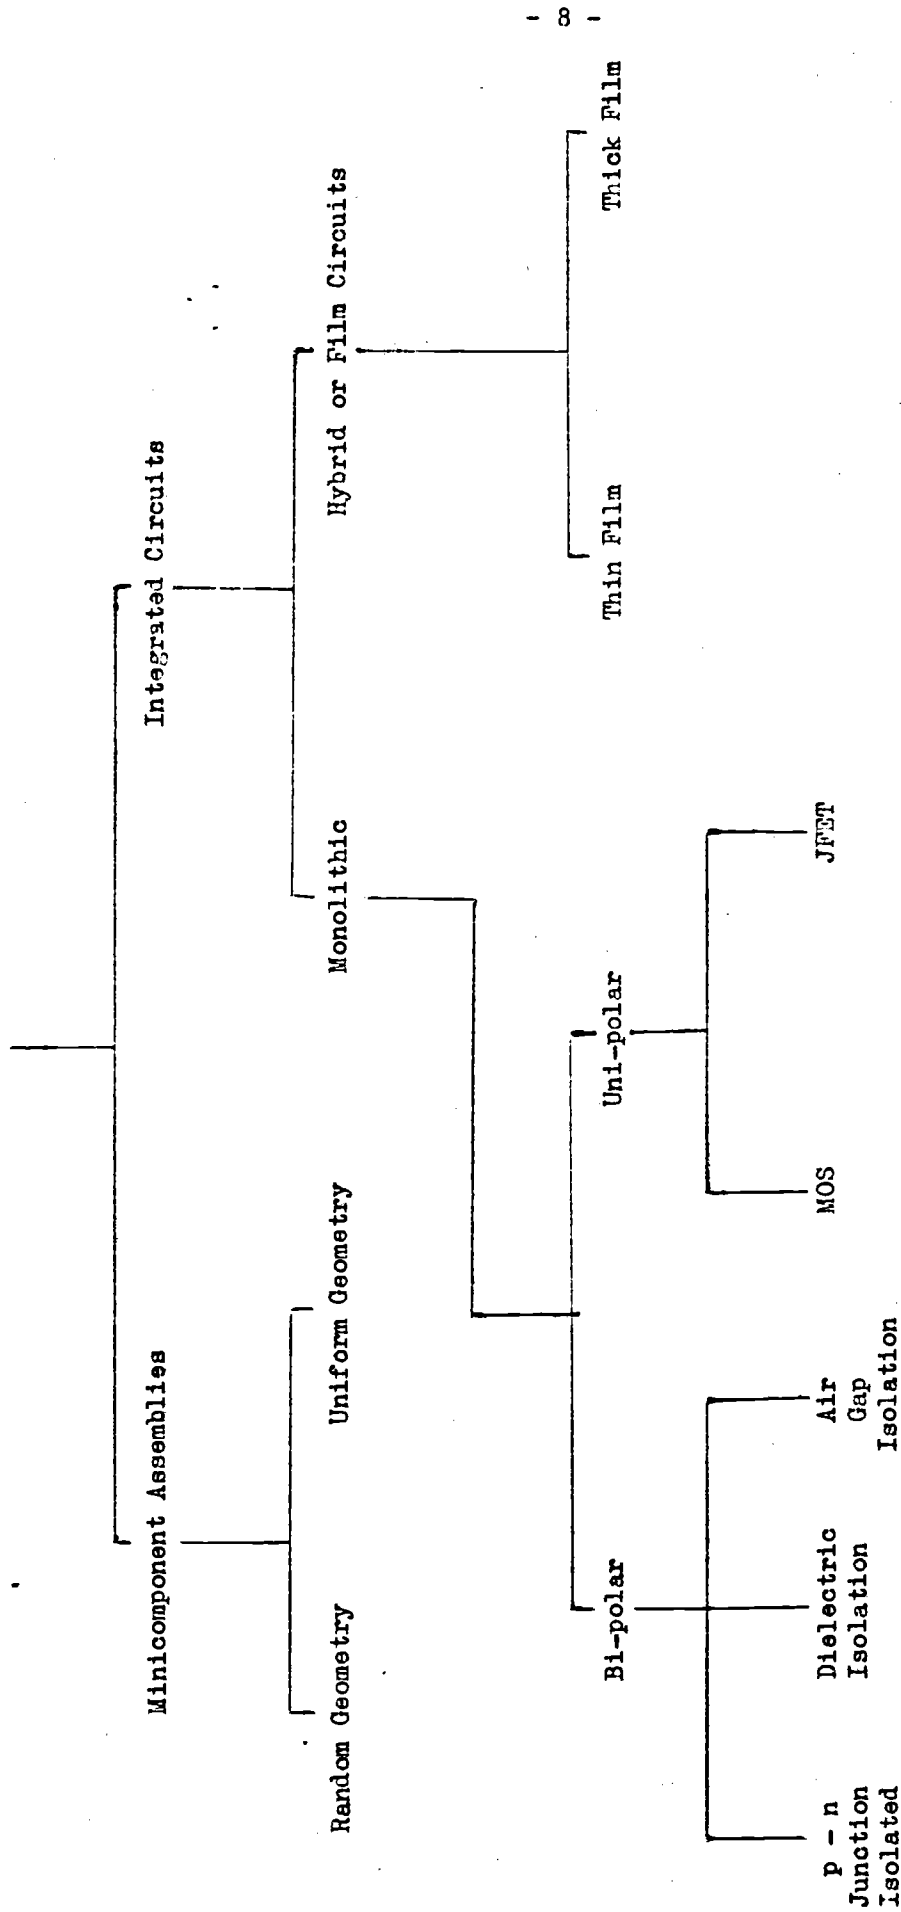 - 8 -
Minicomponent Assemblies
Integrated Circuits
Random Geometry
Uniform Geometry
Monolithic
Hybrid or Film Circuits
Bi-polar
Uni-polar
Thin Film
Thick Film
p - n
Junction
Isolated
Dielectric
Isolation
Air
Gap
Isolation
MOS
JFET